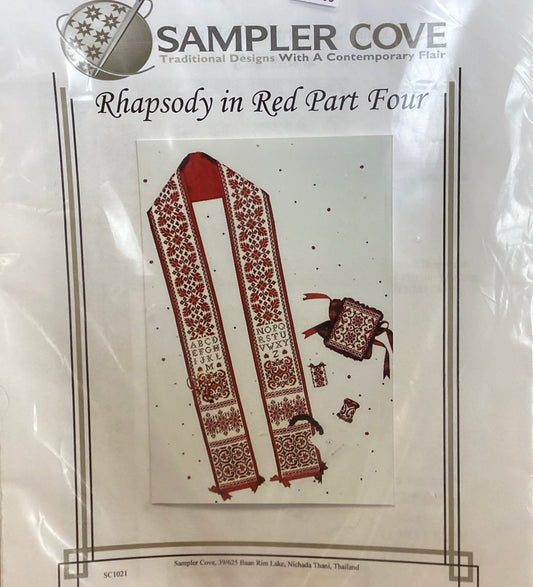 SAMPLER COVE
Traditional Designs With A Contemporary Flair
Rhapsody in Red Part Four
ABCD
EFGH
IJKL
M
NOPQ
RSTU
VWXY
Z
Sampler Cove, 39/625 Baan Rim Lake, Nichada Thani, Thailand
SC1021